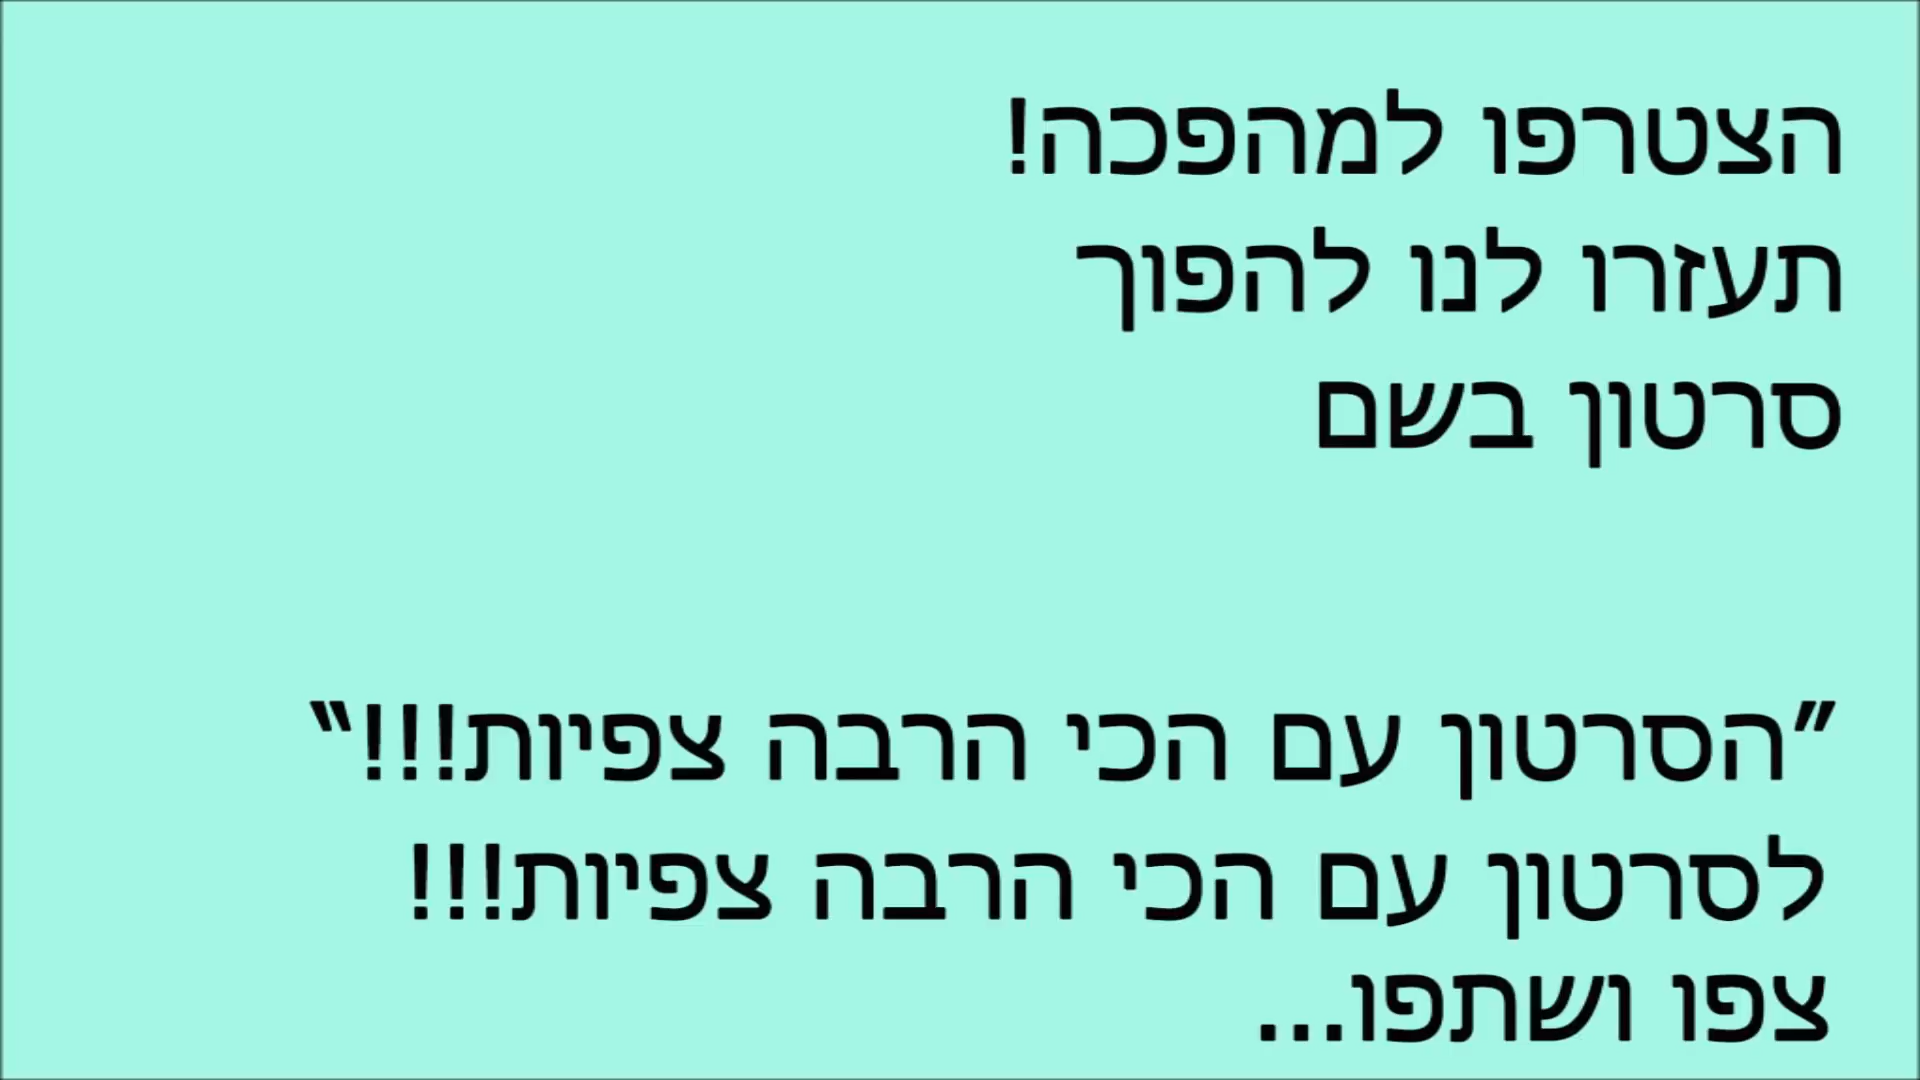 הצטרפו למהפכה!
תעזרו לנו להפוך
סרטון בשם
"הסרטון עם הכי הרבה צפיות!!!"
לסרטון עם הכי הרבה צפיות!!!
צפו ושתפו...